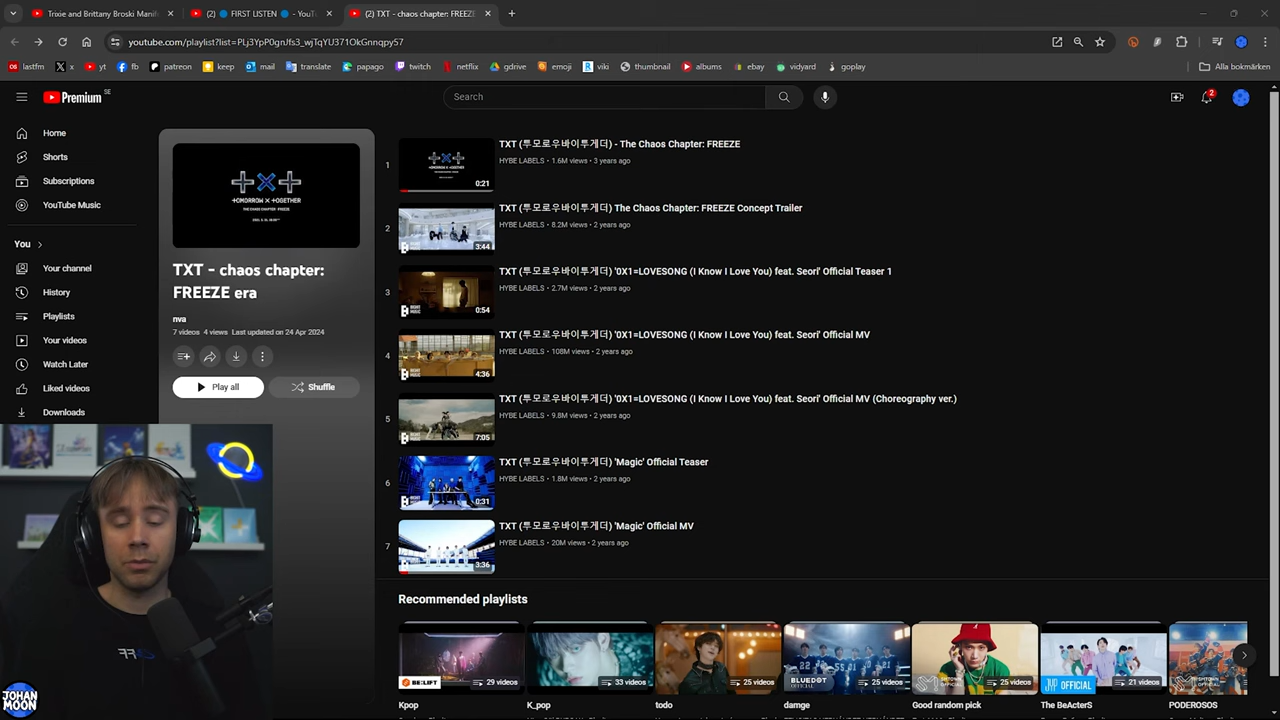 Trixie and Brittany Broski Manif
(2) 🔵 FIRST LISTEN 🔵 - YouT
(2) TXT - chaos chapter: FREEZE
youtube.com/playlist?list=PLj3YpP0gnJfs3_wjTqYU371OkGnnqpy57
lastfm
x
yt
fb
patreon
keep
mail
translate
papago
twitch
netflix
gdrive
emoji
viki
thumbnail
albums
ebay
vidyard
goplay
Alla bokmärken
Premium SE
Search
2
Home
Shorts
Subscriptions
YouTube Music
You
Your channel
History
Playlists
Your videos
Watch Later
Liked videos
Downloads
TOMORROW X TOGETHER
THE CHAOS CHAPTER : FREEZE
TXT - chaos chapter:
FREEZE era
nva
7 videos 4 views Last updated on 24 Apr 2024
Play all
Shuffle
1
0:21
TXT (투모로우바이투게더) - The Chaos Chapter: FREEZE
HYBE LABELS • 1.6M views • 3 years ago
2
3:44
TXT (투모로우바이투게더) The Chaos Chapter: FREEZE Concept Trailer
HYBE LABELS • 8.2M views • 2 years ago
3
0:54
TXT (투모로우바이투게더) '0X1=LOVESONG (I Know I Love You) feat. Seori' Official Teaser 1
HYBE LABELS • 2.7M views • 2 years ago
4
4:36
TXT (투모로우바이투게더) '0X1=LOVESONG (I Know I Love You) feat. Seori' Official MV
HYBE LABELS • 108M views • 2 years ago
5
7:05
TXT (투모로우바이투게더) '0X1=LOVESONG (I Know I Love You) feat. Seori' Official MV (Choreography ver.)
HYBE LABELS • 9.8M views • 2 years ago
6
0:31
TXT (투모로우바이투게더) 'Magic' Official Teaser
HYBE LABELS • 1.8M views • 2 years ago
7
3:36
TXT (투모로우바이투게더) 'Magic' Official MV
HYBE LABELS • 20M views • 2 years ago
Recommended playlists
BE:LIFT
29 videos
33 videos
25 videos
BLUEDOT
25 videos
25 videos
JYP OFFICIAL
21 videos
Kpop
K_pop
todo
damge
Good random pick
The BeActerS
PODEROSOS
JOHAN
MOON